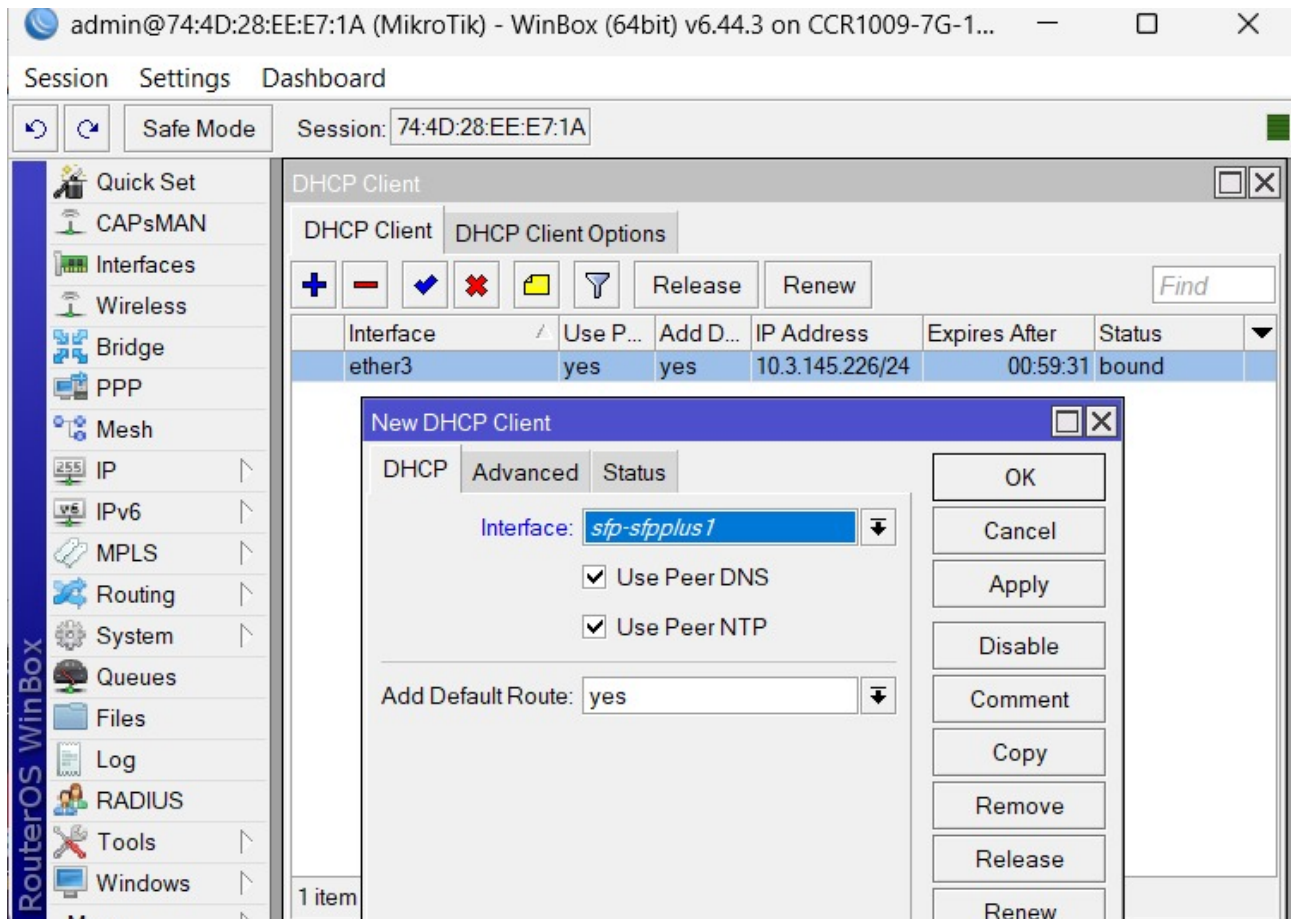 admin@74:4D:28:EE:E7:1A (MikroTik) - WinBox (64bit) v6.44.3 on CCR1009-7G-1...
Session Settings Dashboard
Safe Mode Session: 74:4D:28:EE:E7:1A
RouterOS WinBox
Quick Set
CAPsMAN
Interfaces
Wireless
Bridge
PPP
Mesh
IP
IPv6
MPLS
Routing
System
Queues
Files
Log
RADIUS
Tools
Windows
DHCP Client
DHCP Client DHCP Client Options
Release Renew Find
Interface Use P... Add D... IP Address Expires After Status
ether3 yes yes 10.3.145.226/24 00:59:31 bound
New DHCP Client
DHCP Advanced Status
Interface: sfp-sfpplus1
Use Peer DNS
Use Peer NTP
Add Default Route: yes
OK
Cancel
Apply
Disable
Comment
Copy
Remove
Release
Renew
1 item